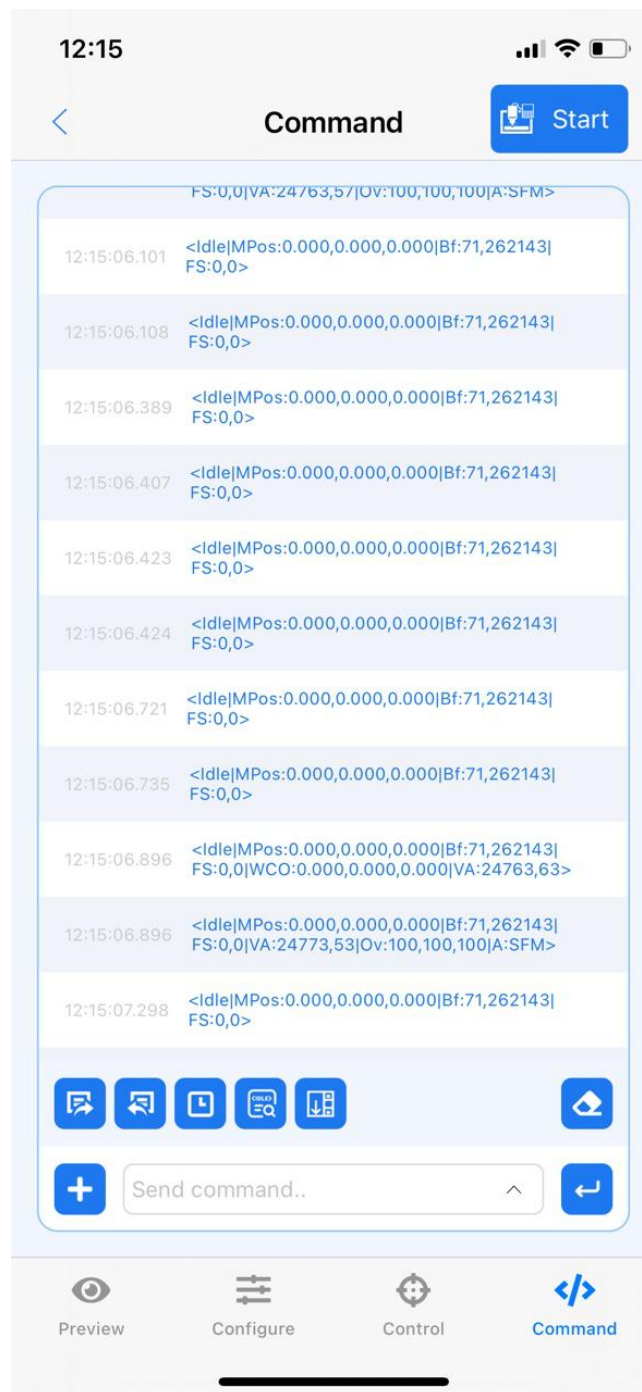 12:15
Command
Start
FS:0,0|VA:24763,57|Ov:100,100,100|A:SFM>
12:15:06.101
<Idle|MPos:0.000,0.000,0.000|Bf:71,262143|
FS:0,0>
12:15:06.108
<Idle|MPos:0.000,0.000,0.000|Bf:71,262143|
FS:0,0>
12:15:06.389
<Idle|MPos:0.000,0.000,0.000|Bf:71,262143|
FS:0,0>
12:15:06.407
<Idle|MPos:0.000,0.000,0.000|Bf:71,262143|
FS:0,0>
12:15:06.423
<Idle|MPos:0.000,0.000,0.000|Bf:71,262143|
FS:0,0>
12:15:06.424
<Idle|MPos:0.000,0.000,0.000|Bf:71,262143|
FS:0,0>
12:15:06.721
<Idle|MPos:0.000,0.000,0.000|Bf:71,262143|
FS:0,0>
12:15:06.735
<Idle|MPos:0.000,0.000,0.000|Bf:71,262143|
FS:0,0>
12:15:06.896
<Idle|MPos:0.000,0.000,0.000|Bf:71,262143|
FS:0,0|WCO:0.000,0.000,0.000|VA:24763,63>
12:15:06.896
<Idle|MPos:0.000,0.000,0.000|Bf:71,262143|
FS:0,0|VA:24773,53|Ov:100,100,100|A:SFM>
12:15:07.298
<Idle|MPos:0.000,0.000,0.000|Bf:71,262143|
FS:0,0>
Send command..
Preview
Configure
Control
Command